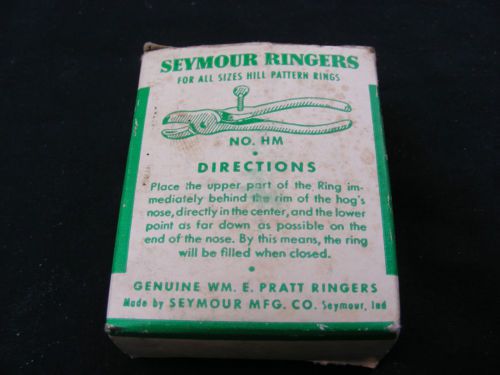 SEYMOUR RINGERS
FOR ALL SIZES HILL PATTERN RINGS
NO. HM
DIRECTIONS
Place the upper part of the Ring im-
mediately behind the rim of the hog's
nose, directly in the center, and the lower
point as far down as possible on the
end of the nose. By this means, the ring
will be filled when closed.
GENUINE WM. E. PRATT RINGERS
Made by SEYMOUR MFG. CO. Seymour, Ind